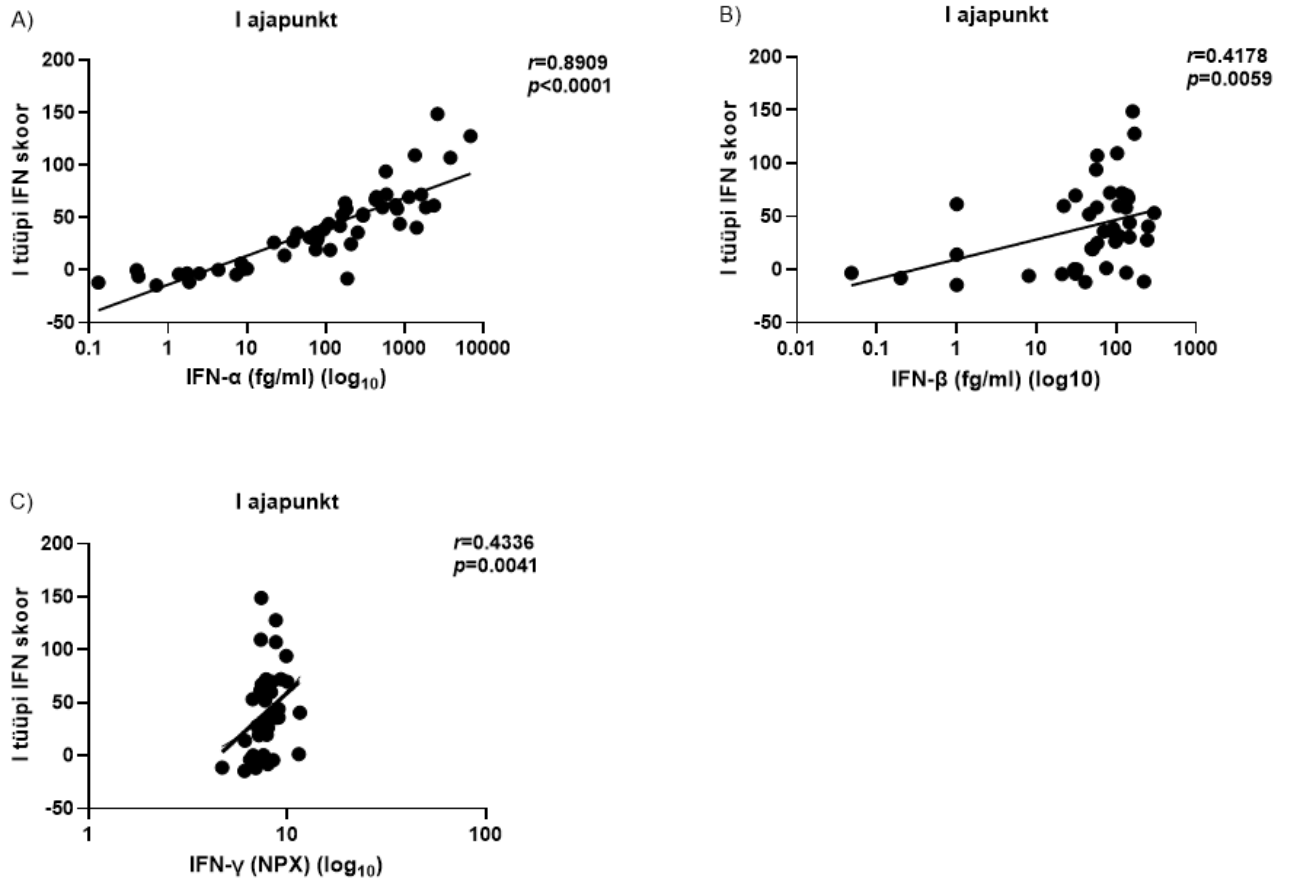 A)
I ajapunkt
r=0.8909
p<0.0001
I tüüpi IFN skoor
200
150
100
50
0
-50
0.1 1 10 100 1000 10000
IFN-α (fg/ml) (log10)
B)
I ajapunkt
r=0.4178
p=0.0059
I tüüpi IFN skoor
200
150
100
50
0
-50
0.01 0.1 1 10 100 1000
IFN-β (fg/ml) (log10)
C)
I ajapunkt
r=0.4336
p=0.0041
I tüüpi IFN skoor
200
150
100
50
0
-50
1 10 100
IFN-γ (NPX) (log10)